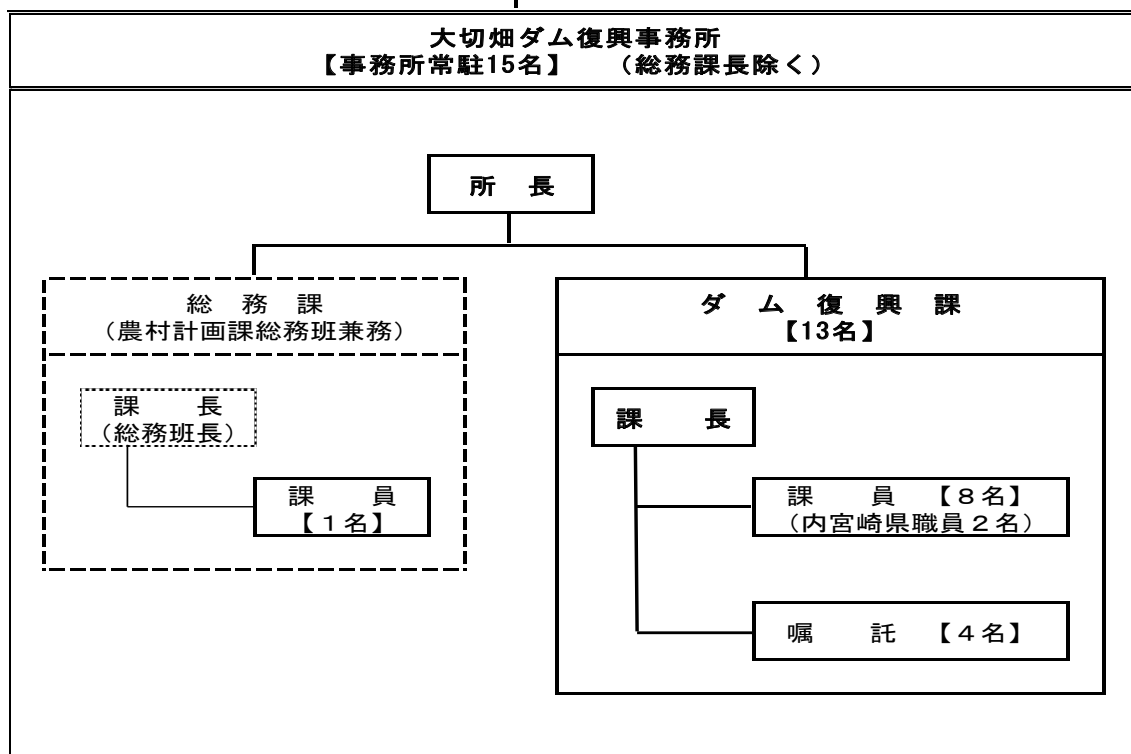 大切畑ダム復興事務所
【事務所常駐15名】　（総務課長除く）
所　長
総　務　課
（農村計画課総務班兼務）
課　　長
（総務班長）
課　　員
【１名】
ダ　ム　復　興　課
【13名】
課　　長
課　　員　【８名】
（内宮崎県職員２名）
嘱　　託　【４名】